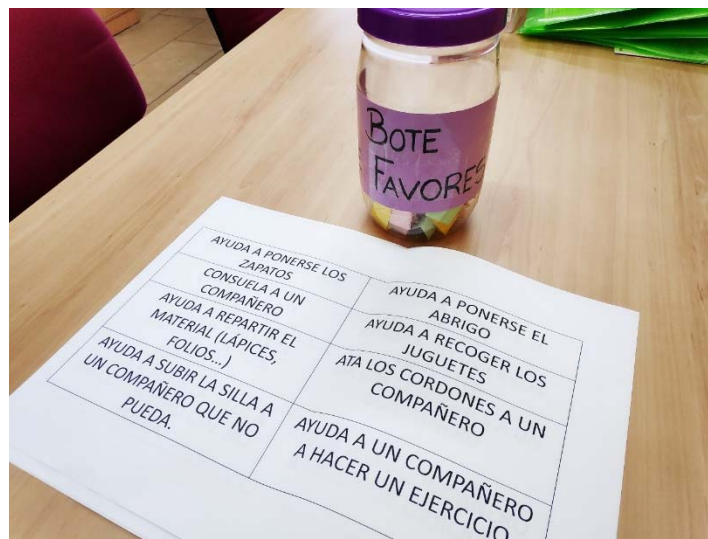 BOTE
FAVORES
AYUDA A PONERSE LOS
ZAPATOS
CONSUELA A UN
COMPAÑERO
AYUDA A REPARTIR EL
MATERIAL (LÁPICES,
FOLIOS...)
AYUDA A SUBIR LA SILLA A
UN COMPAÑERO QUE NO
PUEDA.
AYUDA A PONERSE EL
ABRIGO
AYUDA A RECOGER LOS
JUGUETES
ATA LOS CORDONES A UN
COMPAÑERO
AYUDA A UN COMPAÑERO
A HACER UN EJERCICIO